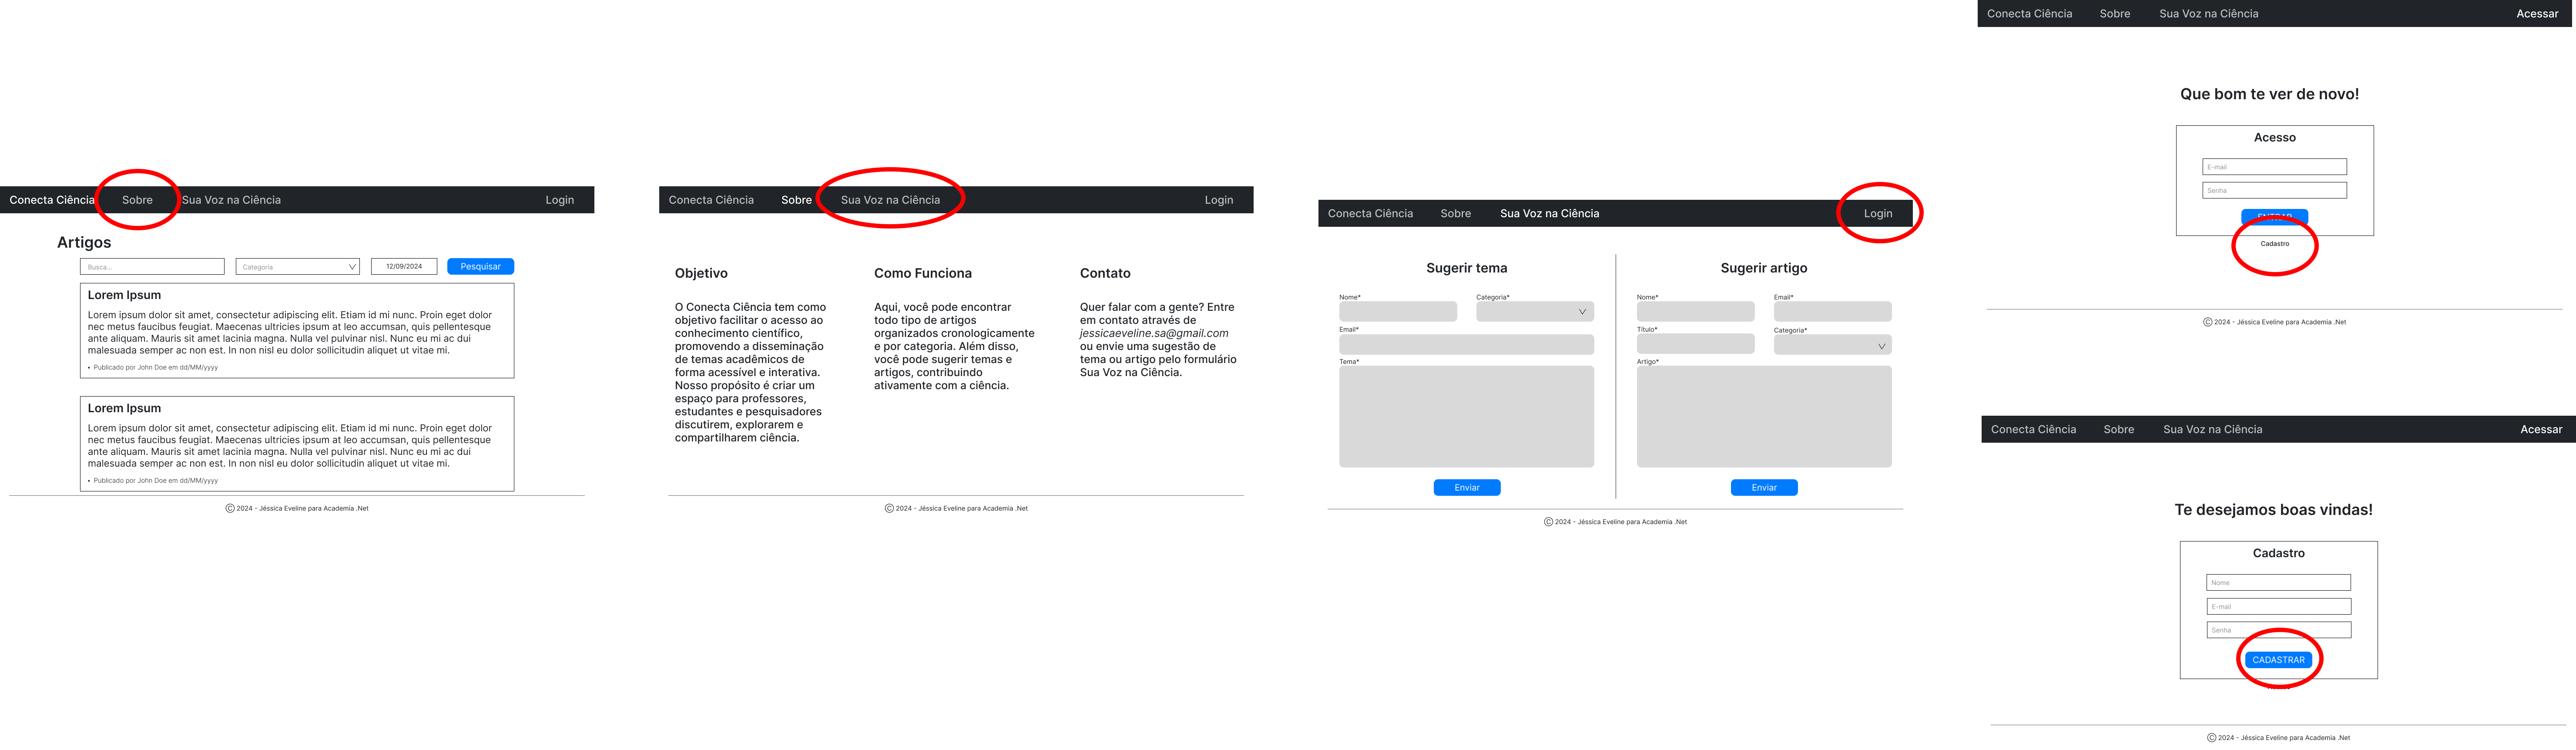 Conecta Ciência Sobre Sua Voz na Ciência Login
Artigos
Busca... Categoria 12/09/2024 Pesquisar
Lorem Ipsum
Lorem ipsum dolor sit amet, consectetur adipiscing elit. Etiam id mi nunc. Proin eget dolor
nec metus faucibus feugiat. Maecenas ultricies ipsum at leo accumsan, quis pellentesque
ante aliquam. Mauris sit amet lacinia magna. Nulla vel pulvinar nisl. Nunc eu mi ac dui
malesuada semper ac non est. In non nisl eu dolor sollicitudin aliquet ut vitae mi.
• Publicado por John Doe em dd/MM/yyyy
Lorem Ipsum
Lorem ipsum dolor sit amet, consectetur adipiscing elit. Etiam id mi nunc. Proin eget dolor
nec metus faucibus feugiat. Maecenas ultricies ipsum at leo accumsan, quis pellentesque
ante aliquam. Mauris sit amet lacinia magna. Nulla vel pulvinar nisl. Nunc eu mi ac dui
malesuada semper ac non est. In non nisl eu dolor sollicitudin aliquet ut vitae mi.
• Publicado por John Doe em dd/MM/yyyy
© 2024 - Jéssica Eveline para Academia .Net
Conecta Ciência Sobre Sua Voz na Ciência Login
Objetivo
O Conecta Ciência tem como
objetivo facilitar o acesso ao
conhecimento científico,
promovendo a disseminação
de temas acadêmicos de
forma acessível e interativa.
Nosso propósito é criar um
espaço para professores,
estudantes e pesquisadores
discutirem, explorarem e
compartilharem ciência.
Como Funciona
Aqui, você pode encontrar
todo tipo de artigos
organizados cronologicamente
e por categoria. Além disso,
você pode sugerir temas e
artigos, contribuindo
ativamente com a ciência.
Contato
Quer falar com a gente? Entre
em contato através de
jessicaeveline.sa@gmail.com
ou envie uma sugestão de
tema ou artigo pelo formulário
Sua Voz na Ciência.
© 2024 - Jéssica Eveline para Academia .Net
Conecta Ciência Sobre Sua Voz na Ciência Login
Sugerir tema
Nome* Categoria*
Email*
Tema*
Enviar
Sugerir artigo
Nome* Email*
Título* Categoria*
Artigo*
Enviar
© 2024 - Jéssica Eveline para Academia .Net
Conecta Ciência Sobre Sua Voz na Ciência Acessar
Que bom te ver de novo!
Acesso
E-mail
Senha
ENTRAR
Cadastro
© 2024 - Jéssica Eveline para Academia .Net
Conecta Ciência Sobre Sua Voz na Ciência Acessar
Te desejamos boas vindas!
Cadastro
Nome
E-mail
Senha
CADASTRAR
© 2024 - Jéssica Eveline para Academia .Net